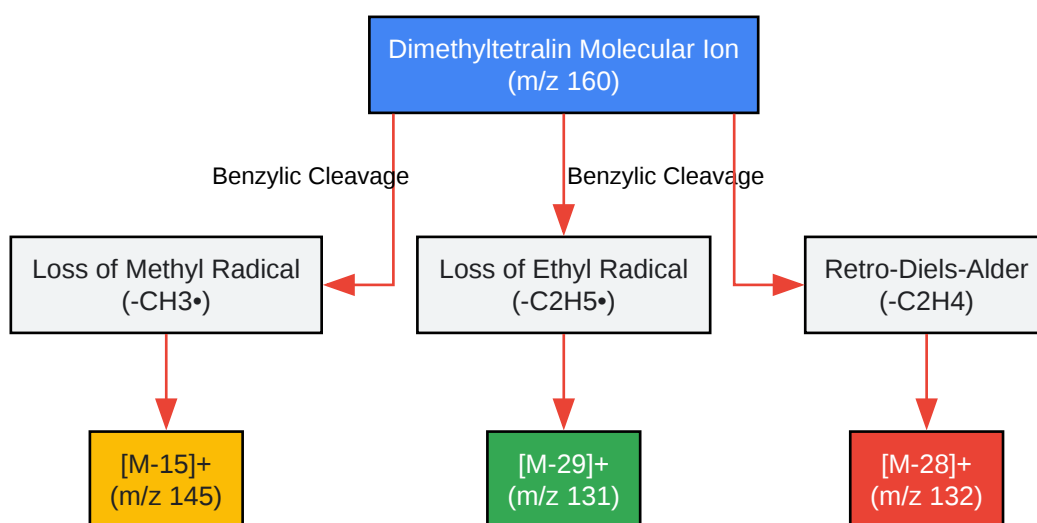 Dimethyltetralin Molecular Ion
(m/z 160)
Benzylic Cleavage
Benzylic Cleavage
Loss of Methyl Radical
(-CH3•)
Loss of Ethyl Radical
(-C2H5•)
Retro-Diels-Alder
(-C2H4)
[M-15]+
(m/z 145)
[M-29]+
(m/z 131)
[M-28]+
(m/z 132)